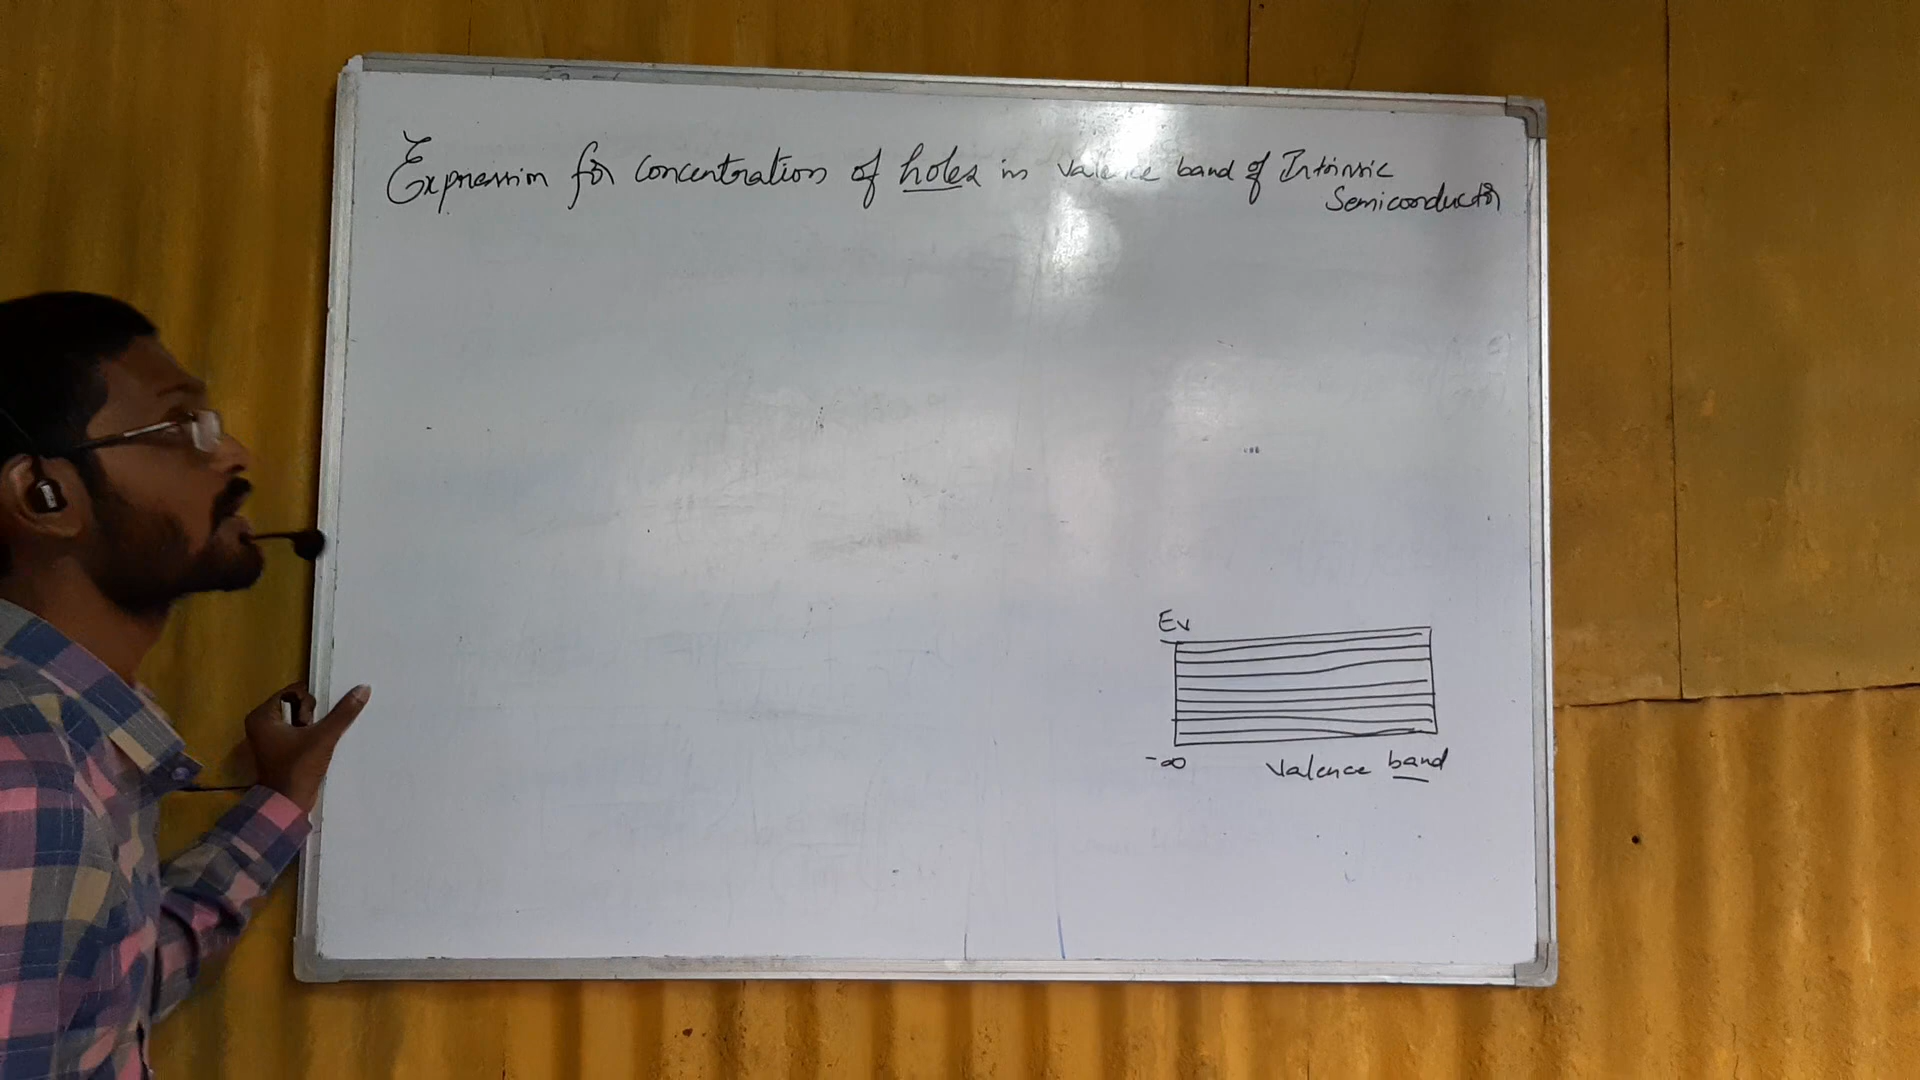 Expression for concentration of holes in valence band of Intrinsic
Semiconductor
Ev
-∞
Valence band